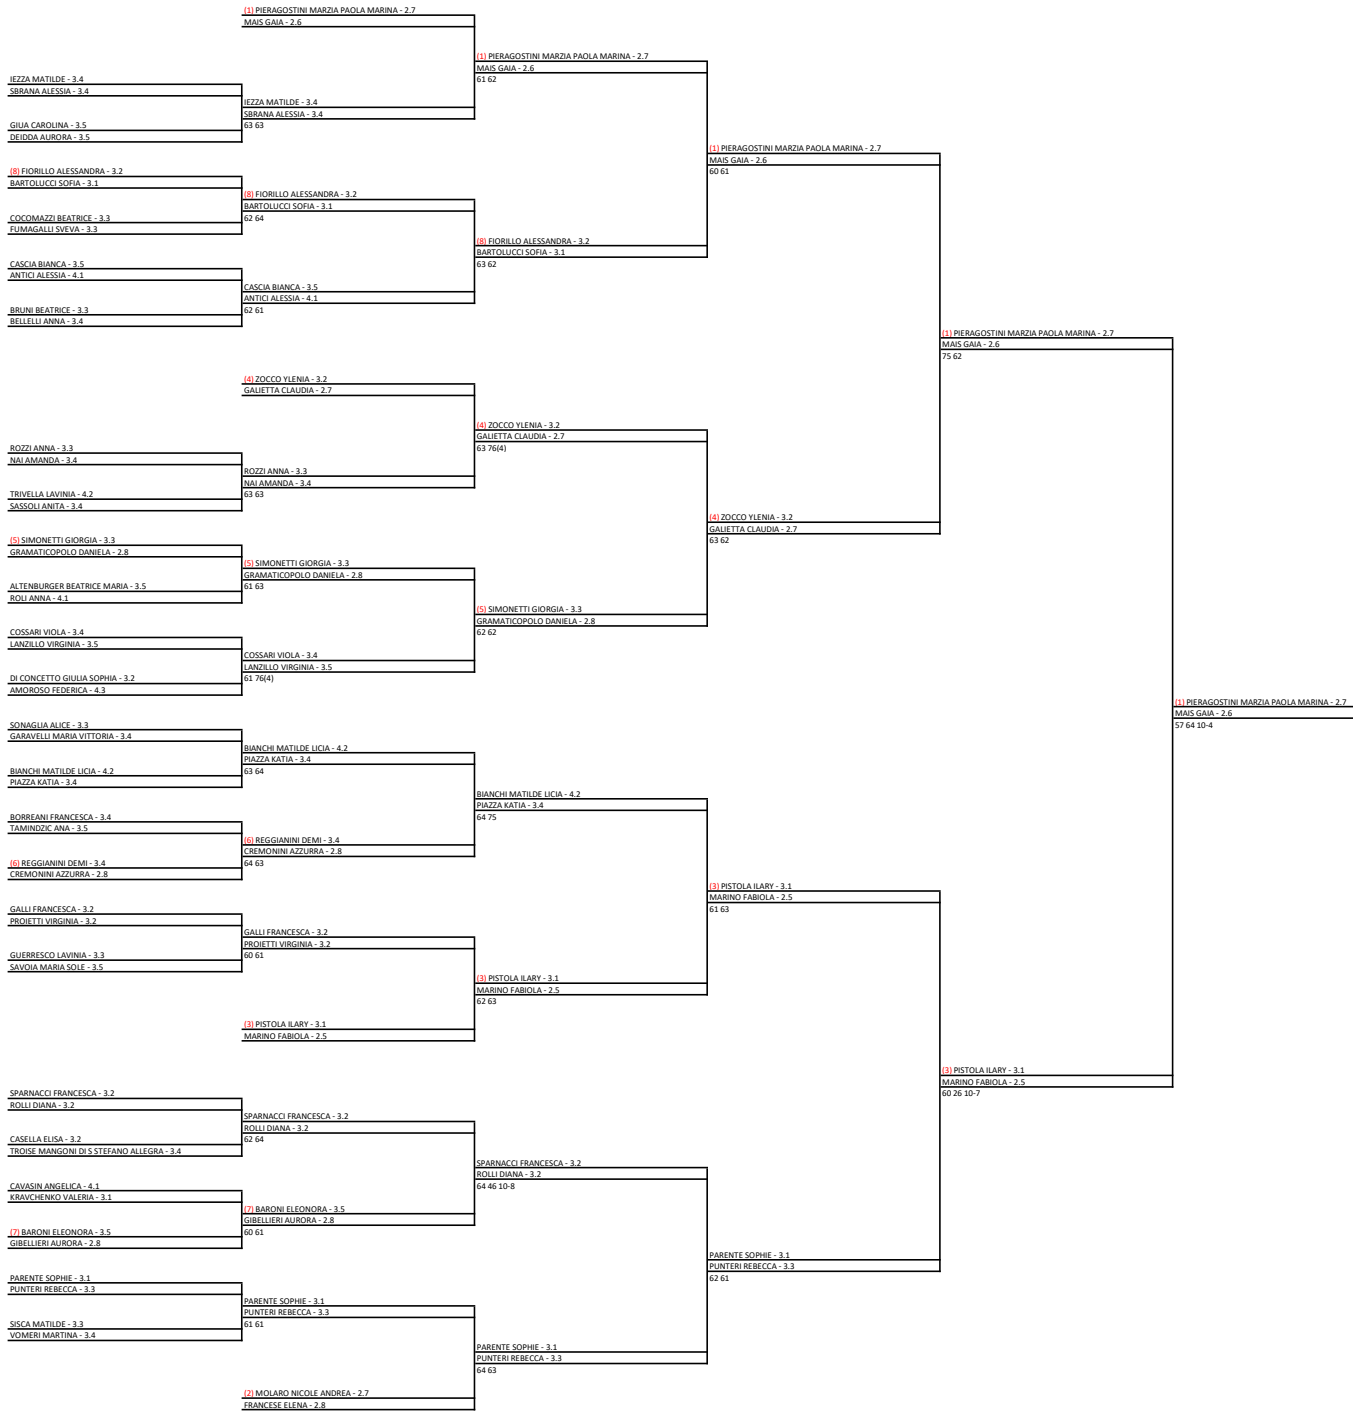 (1) PIERAGOSTINI MARZIA PAOLA MARINA - 2.7
MAIS GAIA - 2.6
(1) PIERAGOSTINI MARZIA PAOLA MARINA - 2.7
MAIS GAIA - 2.6
61 62
IEZZA MATILDE - 3.4
SBRANA ALESSIA - 3.4
IEZZA MATILDE - 3.4
SBRANA ALESSIA - 3.4
63 63
GIUA CAROLINA - 3.5
DEIDDA AURORA - 3.5
(1) PIERAGOSTINI MARZIA PAOLA MARINA - 2.7
MAIS GAIA - 2.6
60 61
(8) FIORILLO ALESSANDRA - 3.2
BARTOLUCCI SOFIA - 3.1
(8) FIORILLO ALESSANDRA - 3.2
BARTOLUCCI SOFIA - 3.1
62 64
COCOMAZZI BEATRICE - 3.3
FUMAGALLI SVEVA - 3.3
(8) FIORILLO ALESSANDRA - 3.2
BARTOLUCCI SOFIA - 3.1
63 62
CASCIA BIANCA - 3.5
ANTICI ALESSIA - 4.1
CASCIA BIANCA - 3.5
ANTICI ALESSIA - 4.1
62 61
BRUNI BEATRICE - 3.3
BELLELLI ANNA - 3.4
(1) PIERAGOSTINI MARZIA PAOLA MARINA - 2.7
MAIS GAIA - 2.6
75 62
(4) ZOCCO YLENIA - 3.2
GALIETTA CLAUDIA - 2.7
(4) ZOCCO YLENIA - 3.2
GALIETTA CLAUDIA - 2.7
63 76(4)
ROZZI ANNA - 3.3
NAI AMANDA - 3.4
ROZZI ANNA - 3.3
NAI AMANDA - 3.4
63 63
TRIVELLA LAVINIA - 4.2
SASSOLI ANITA - 3.4
(4) ZOCCO YLENIA - 3.2
GALIETTA CLAUDIA - 2.7
63 62
(5) SIMONETTI GIORGIA - 3.3
GRAMATICOPOLO DANIELA - 2.8
(5) SIMONETTI GIORGIA - 3.3
GRAMATICOPOLO DANIELA - 2.8
61 63
ALTENBURGER BEATRICE MARIA - 3.5
ROLI ANNA - 4.1
(5) SIMONETTI GIORGIA - 3.3
GRAMATICOPOLO DANIELA - 2.8
62 62
COSSARI VIOLA - 3.4
LANZILLO VIRGINIA - 3.5
COSSARI VIOLA - 3.4
LANZILLO VIRGINIA - 3.5
61 76(4)
DI CONCETTO GIULIA SOPHIA - 3.2
AMOROSO FEDERICA - 4.3
(1) PIERAGOSTINI MARZIA PAOLA MARINA - 2.7
MAIS GAIA - 2.6
57 64 10-4
SONAGLIA ALICE - 3.3
GARAVELLI MARIA VITTORIA - 3.4
BIANCHI MATILDE LICIA - 4.2
PIAZZA KATIA - 3.4
63 64
BIANCHI MATILDE LICIA - 4.2
PIAZZA KATIA - 3.4
BIANCHI MATILDE LICIA - 4.2
PIAZZA KATIA - 3.4
64 75
BORREANI FRANCESCA - 3.4
TAMINDZIC ANA - 3.5
(6) REGGIANINI DEMI - 3.4
CREMONINI AZZURRA - 2.8
64 63
(6) REGGIANINI DEMI - 3.4
CREMONINI AZZURRA - 2.8
(3) PISTOLA ILARY - 3.1
MARINO FABIOLA - 2.5
61 63
GALLI FRANCESCA - 3.2
PROIETTI VIRGINIA - 3.2
GALLI FRANCESCA - 3.2
PROIETTI VIRGINIA - 3.2
60 61
GUERRESCO LAVINIA - 3.3
SAVOIA MARIA SOLE - 3.5
(3) PISTOLA ILARY - 3.1
MARINO FABIOLA - 2.5
62 63
(3) PISTOLA ILARY - 3.1
MARINO FABIOLA - 2.5
(3) PISTOLA ILARY - 3.1
MARINO FABIOLA - 2.5
60 26 10-7
SPARNACCI FRANCESCA - 3.2
ROLLI DIANA - 3.2
SPARNACCI FRANCESCA - 3.2
ROLLI DIANA - 3.2
62 64
CASELLA ELISA - 3.2
TROISE MANGONI DI S STEFANO ALLEGRA - 3.4
SPARNACCI FRANCESCA - 3.2
ROLLI DIANA - 3.2
64 46 10-8
CAVASIN ANGELICA - 4.1
KRAVCHENKO VALERIA - 3.1
(7) BARONI ELEONORA - 3.5
GIBELLIERI AURORA - 2.8
60 61
(7) BARONI ELEONORA - 3.5
GIBELLIERI AURORA - 2.8
PARENTE SOPHIE - 3.1
PUNTERI REBECCA - 3.3
62 61
PARENTE SOPHIE - 3.1
PUNTERI REBECCA - 3.3
PARENTE SOPHIE - 3.1
PUNTERI REBECCA - 3.3
61 61
SISCA MATILDE - 3.3
VOMERI MARTINA - 3.4
PARENTE SOPHIE - 3.1
PUNTERI REBECCA - 3.3
64 63
(2) MOLARO NICOLE ANDREA - 2.7
FRANCESE ELENA - 2.8